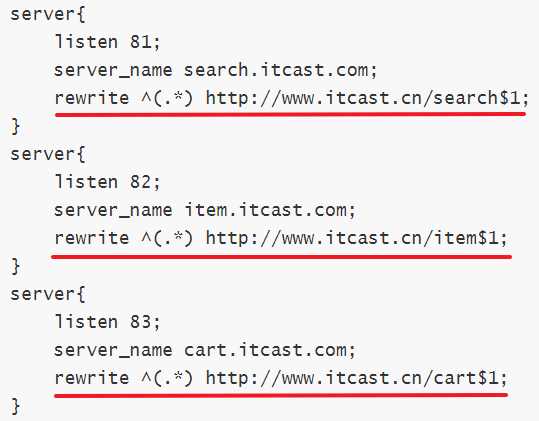 server{
    listen 81;
    server_name search.itcast.com;
    rewrite ^(.*) http://www.itcast.cn/search$1;
}
server{
    listen 82;
    server_name item.itcast.com;
    rewrite ^(.*) http://www.itcast.cn/item$1;
}
server{
    listen 83;
    server_name cart.itcast.com;
    rewrite ^(.*) http://www.itcast.cn/cart$1;
}